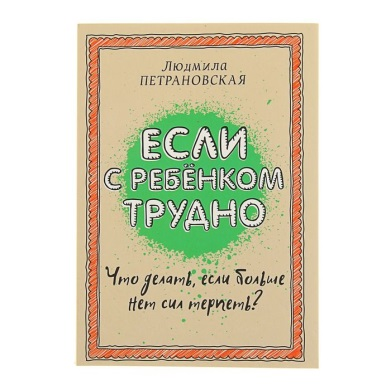 Людмила
ПЕТРАНОВСКАЯ
ЕСЛИ
С РЕБЁНКОМ
ТРУДНО
Что делать, если больше
нет сил терпеть?